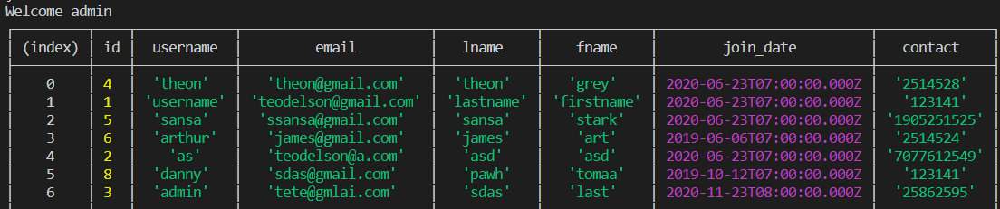 Welcome admin
(index) id username email lname fname join_date contact
0 4 'theon' 'theon@gmail.com' 'theon' 'grey' 2020-06-23T07:00:00.000Z '2514528'
1 1 'username' 'teodelson@gmail.com' 'lastname' 'firstname' 2020-06-23T07:00:00.000Z '123141'
2 5 'sansa' 'ssansa@gmail.com' 'sansa' 'stark' 2020-06-23T07:00:00.000Z '1905251525'
3 6 'arthur' 'james@gmail.com' 'james' 'art' 2019-06-06T07:00:00.000Z '2514524'
4 2 'as' 'teodelson@a.com' 'asd' 'asd' 2020-06-23T07:00:00.000Z '7077612549'
5 8 'danny' 'sdas@gmail.com' 'pawh' 'tomaa' 2019-10-12T07:00:00.000Z '123141'
6 3 'admin' 'tete@gmlai.com' 'sdas' 'last' 2020-11-23T08:00:00.000Z '25862595'